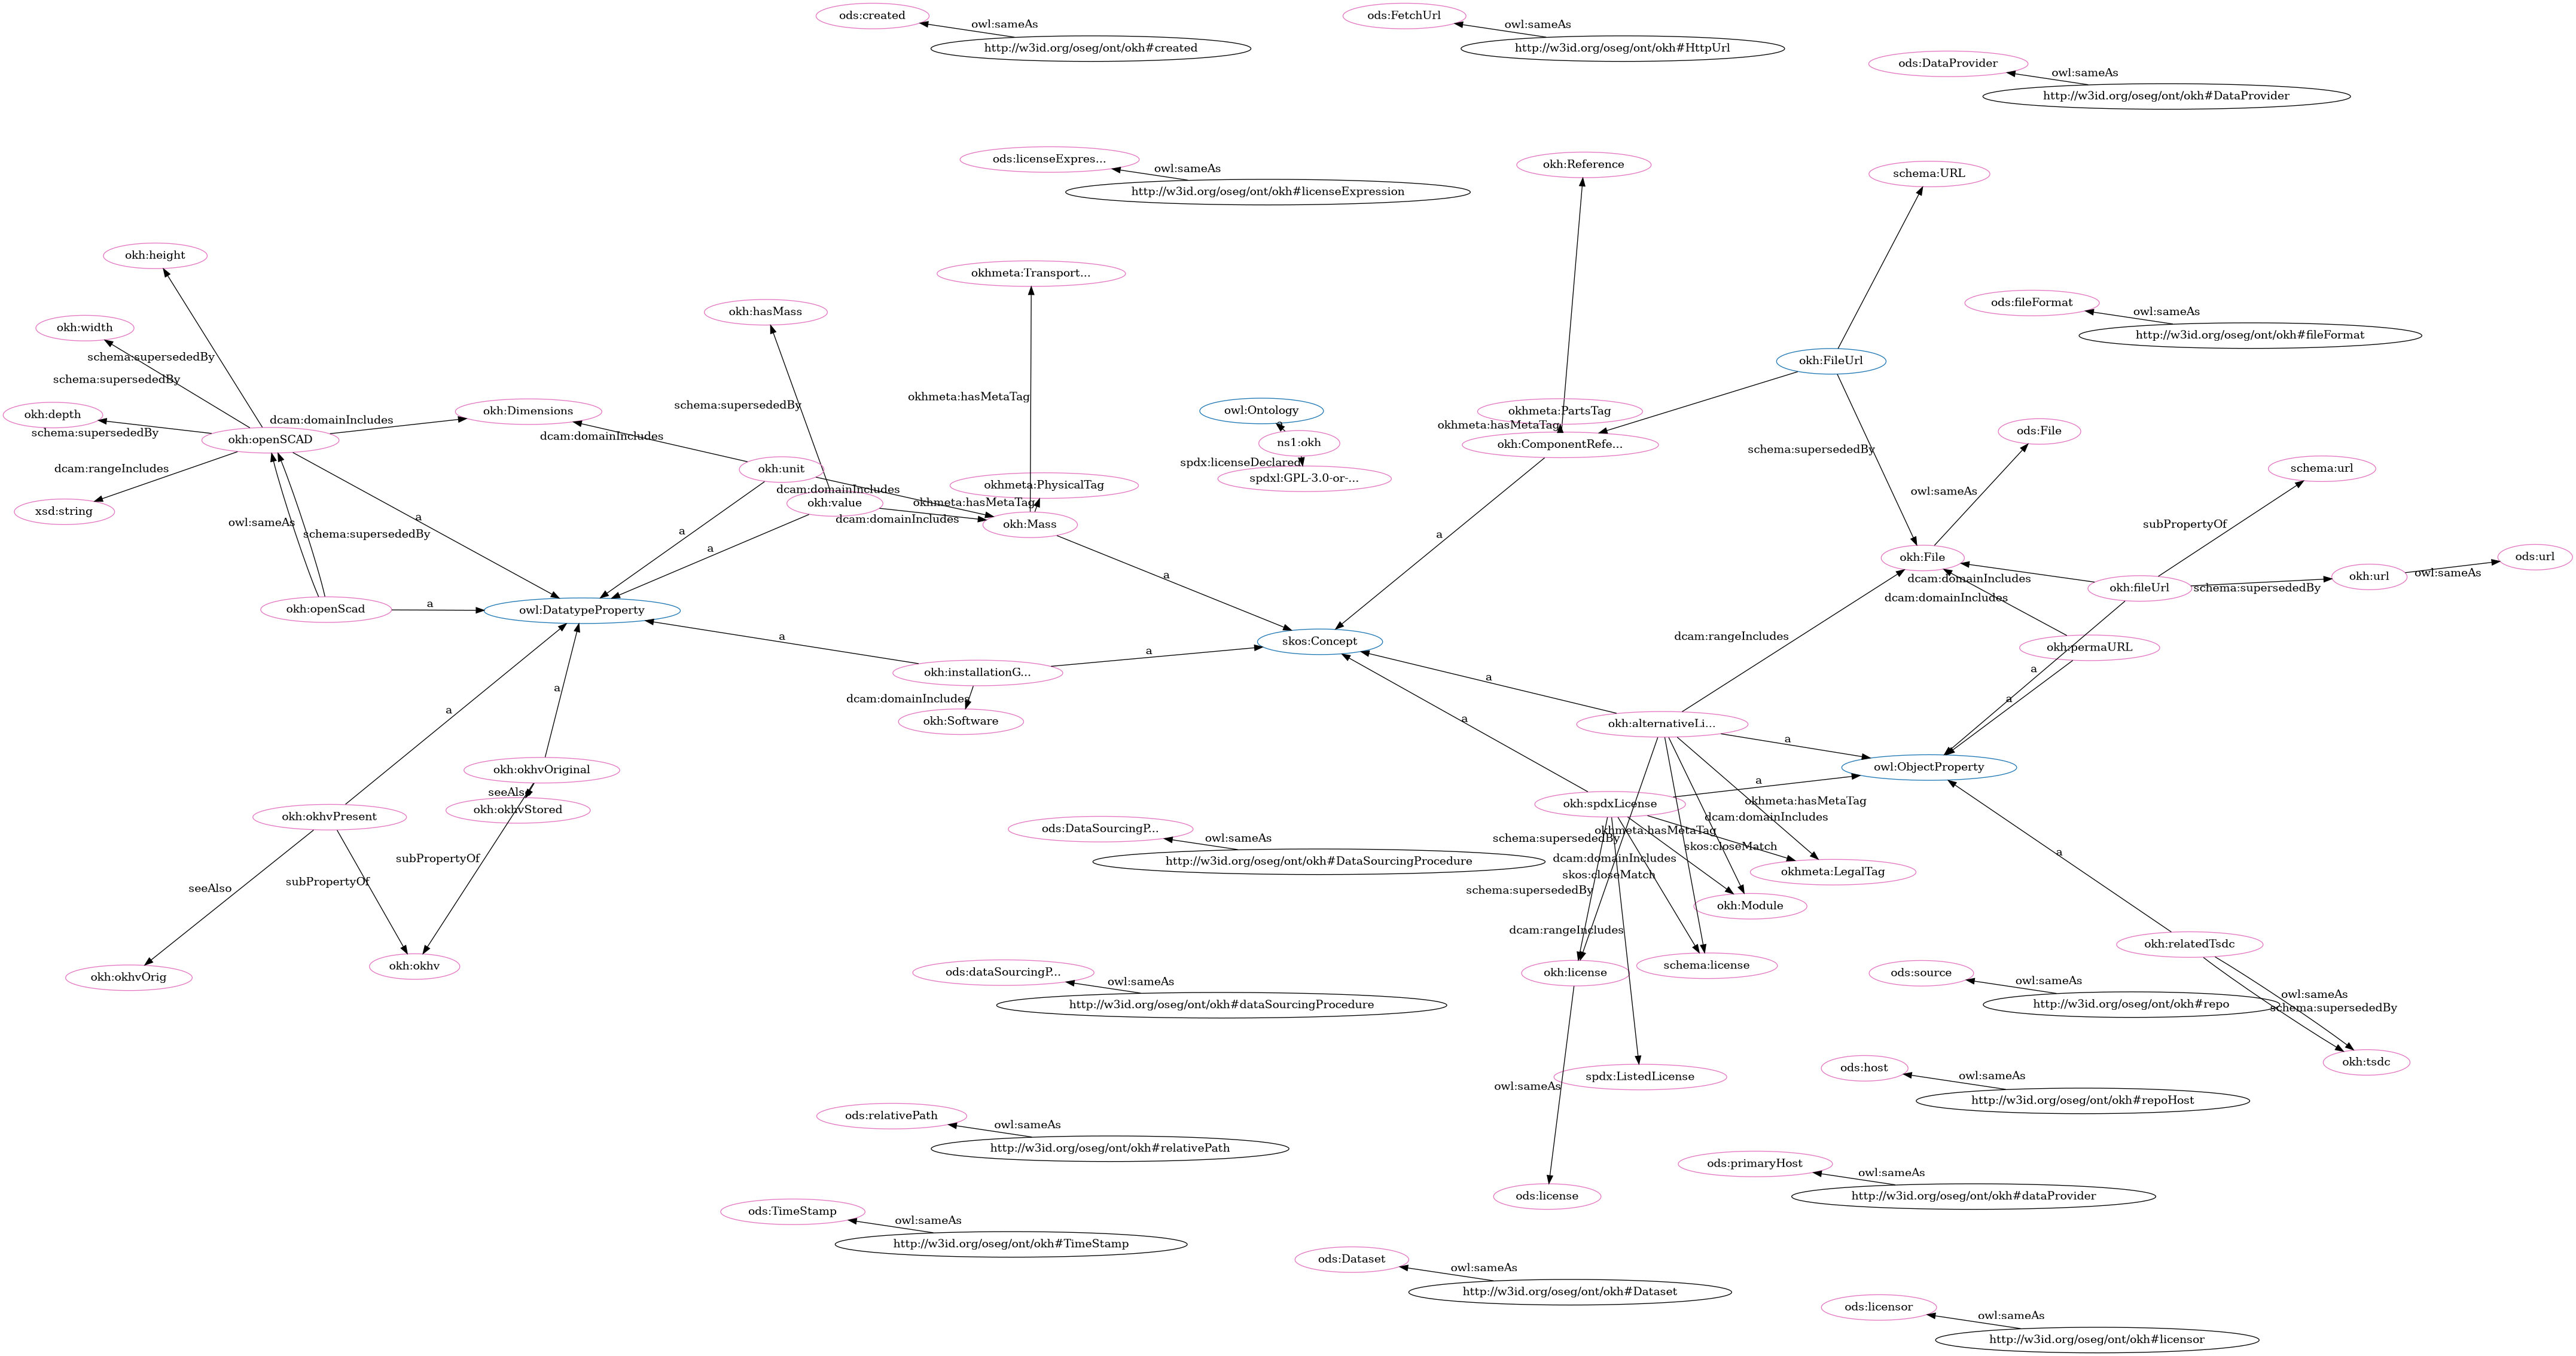 ods:created
owl:sameAs
http://w3id.org/oseg/ont/okh#created
ods:FetchUrl
owl:sameAs
http://w3id.org/oseg/ont/okh#HttpUrl
ods:DataProvider
owl:sameAs
http://w3id.org/oseg/ont/okh#DataProvider
ods:licenseExpres...
owl:sameAs
http://w3id.org/oseg/ont/okh#licenseExpression
okh:Reference
schema:URL
okh:height
okhmeta:Transport...
okh:hasMass
okh:width
ods:fileFormat
owl:sameAs
http://w3id.org/oseg/ont/okh#fileFormat
schema:supersededBy
schema:supersededBy
okh:FileUrl
okh:depth
schema:supersededBy
dcam:domainIncludes
okh:Dimensions
schema:supersededBy
okhmeta:hasMetaTag
owl:Ontology
okhmeta:PartsTag
okhmeta:hasMetaTag
okh:openSCAD
dcam:domainIncludes
a
ns1:okh
okh:ComponentRefe...
ods:File
schema:supersededBy
dcam:rangeIncludes
okh:unit
spdx:licenseDeclared
spdxl:GPL-3.0-or-...
schema:url
xsd:string
dcam:domainIncludes
okhmeta:PhysicalTag
okh:value
okhmeta:hasMetaTag
owl:sameAs
owl:sameAs
a
schema:supersededBy
dcam:domainIncludes
okh:Mass
subPropertyOf
a
a
a
okh:File
ods:url
a
dcam:domainIncludes
okh:fileUrl
schema:supersededBy
okh:url
owl:sameAs
okh:openScad
a
owl:DatatypeProperty
dcam:domainIncludes
a
skos:Concept
dcam:rangeIncludes
okh:permaURL
okh:installationG...
a
a
a
dcam:domainIncludes
a
a
a
okh:Software
okh:alternativeLi...
a
a
okh:okhvOriginal
owl:ObjectProperty
seeAlso
okh:okhvStored
okh:okhvPresent
okh:spdxLicense
a
okhmeta:hasMetaTag
dcam:domainIncludes
ods:DataSourcingP...
owl:sameAs
http://w3id.org/oseg/ont/okh#DataSourcingProcedure
okhmeta:hasMetaTag
schema:supersededBy
skos:closeMatch
subPropertyOf
dcam:domainIncludes
a
skos:closeMatch
okhmeta:LegalTag
seeAlso
subPropertyOf
schema:supersededBy
okh:Module
dcam:rangeIncludes
okh:relatedTsdc
okh:okhvOrig
okh:okhv
ods:dataSourcingP...
owl:sameAs
http://w3id.org/oseg/ont/okh#dataSourcingProcedure
okh:license
schema:license
ods:source
owl:sameAs
http://w3id.org/oseg/ont/okh#repo
owl:sameAs
schema:supersededBy
okh:tsdc
spdx:ListedLicense
owl:sameAs
ods:host
owl:sameAs
http://w3id.org/oseg/ont/okh#repoHost
ods:relativePath
owl:sameAs
http://w3id.org/oseg/ont/okh#relativePath
ods:primaryHost
owl:sameAs
http://w3id.org/oseg/ont/okh#dataProvider
ods:license
ods:TimeStamp
owl:sameAs
http://w3id.org/oseg/ont/okh#TimeStamp
ods:Dataset
owl:sameAs
http://w3id.org/oseg/ont/okh#Dataset
ods:licensor
owl:sameAs
http://w3id.org/oseg/ont/okh#licensor